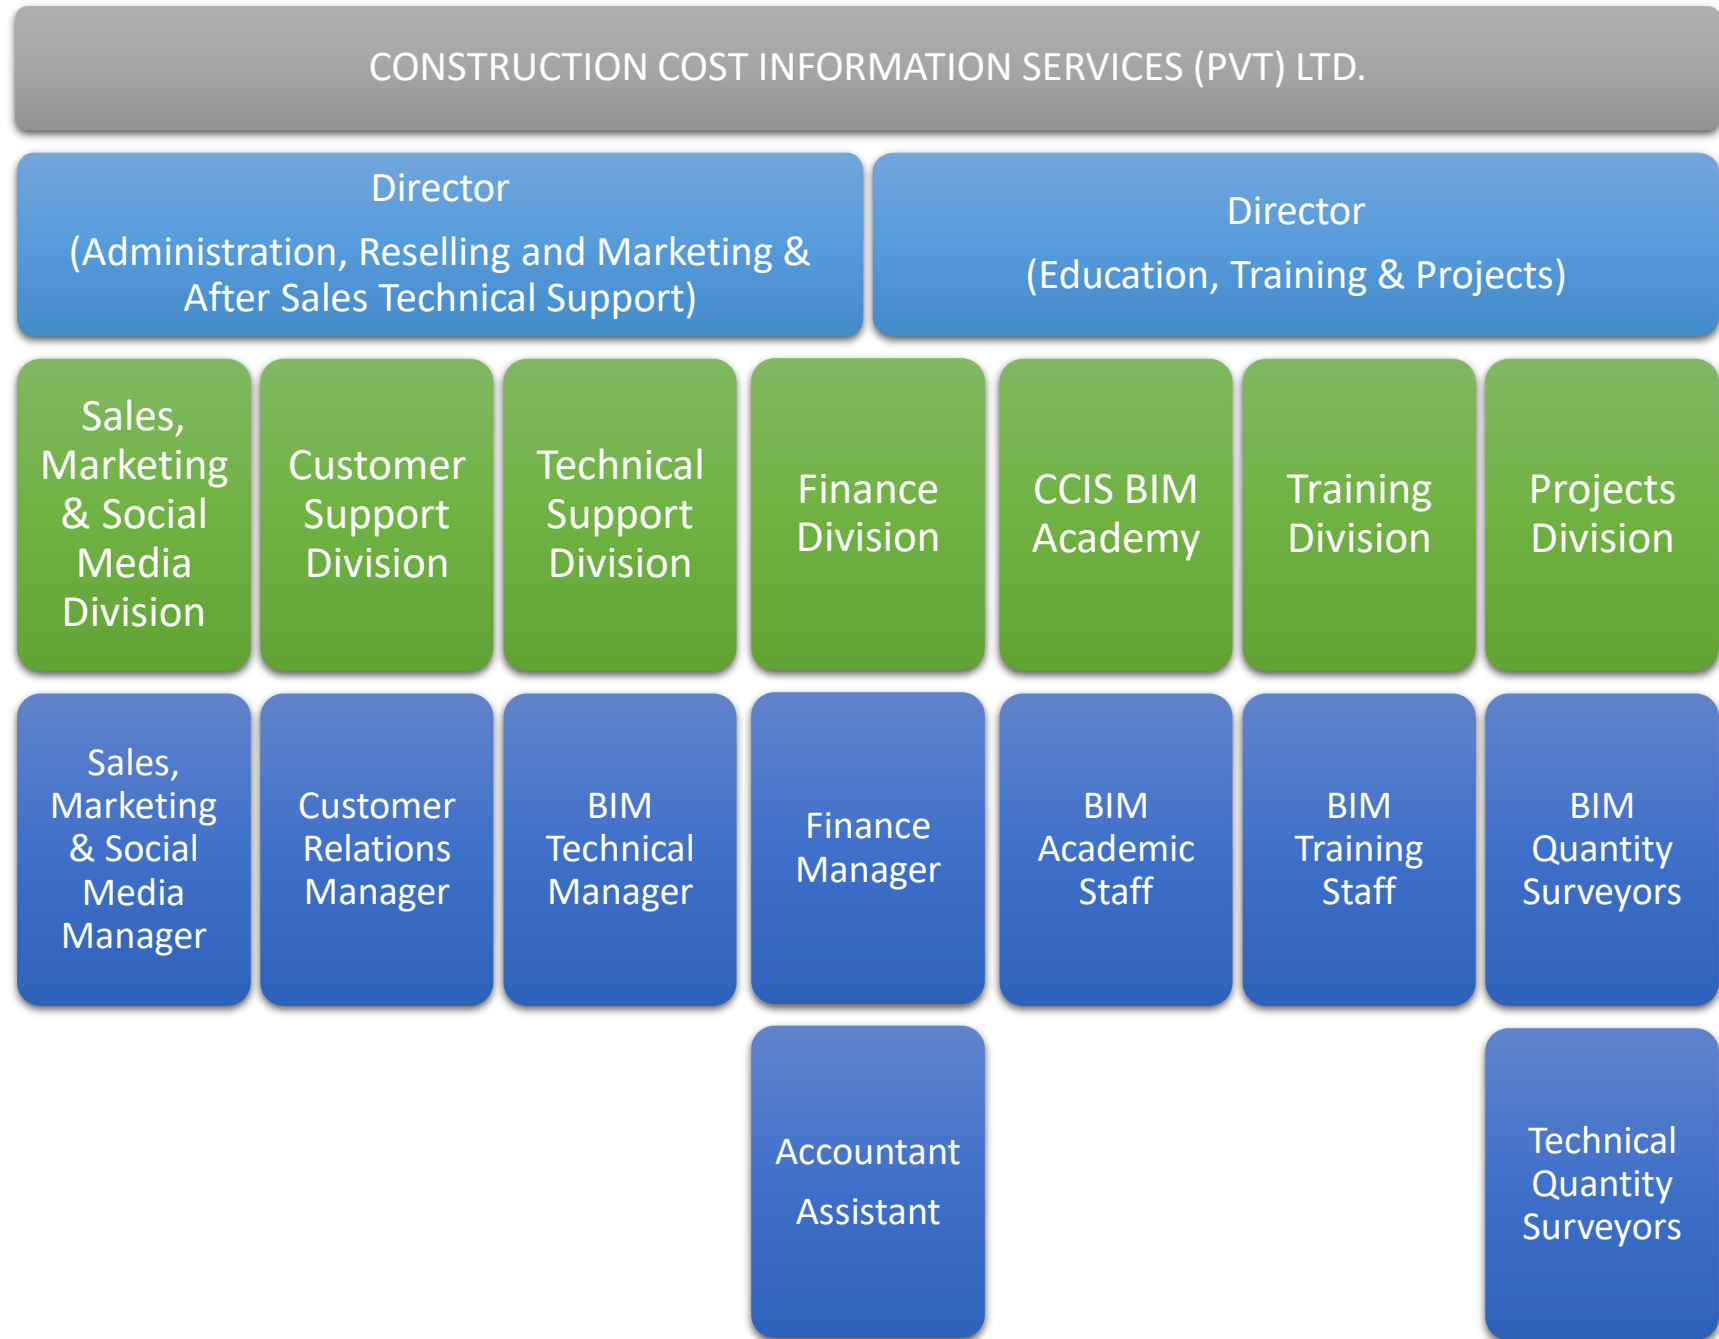 CONSTRUCTION COST INFORMATION SERVICES (PVT) LTD.
Director
(Administration, Reselling and Marketing &
After Sales Technical Support)
Director
(Education, Training & Projects)
Sales,
Marketing
& Social
Media
Division
Customer
Support
Division
Technical
Support
Division
Finance
Division
CCIS BIM
Academy
Training
Division
Projects
Division
Sales,
Marketing
& Social
Media
Manager
Customer
Relations
Manager
BIM
Technical
Manager
Finance
Manager
BIM
Academic
Staff
BIM
Training
Staff
BIM
Quantity
Surveyors
Accountant
Assistant
Technical
Quantity
Surveyors